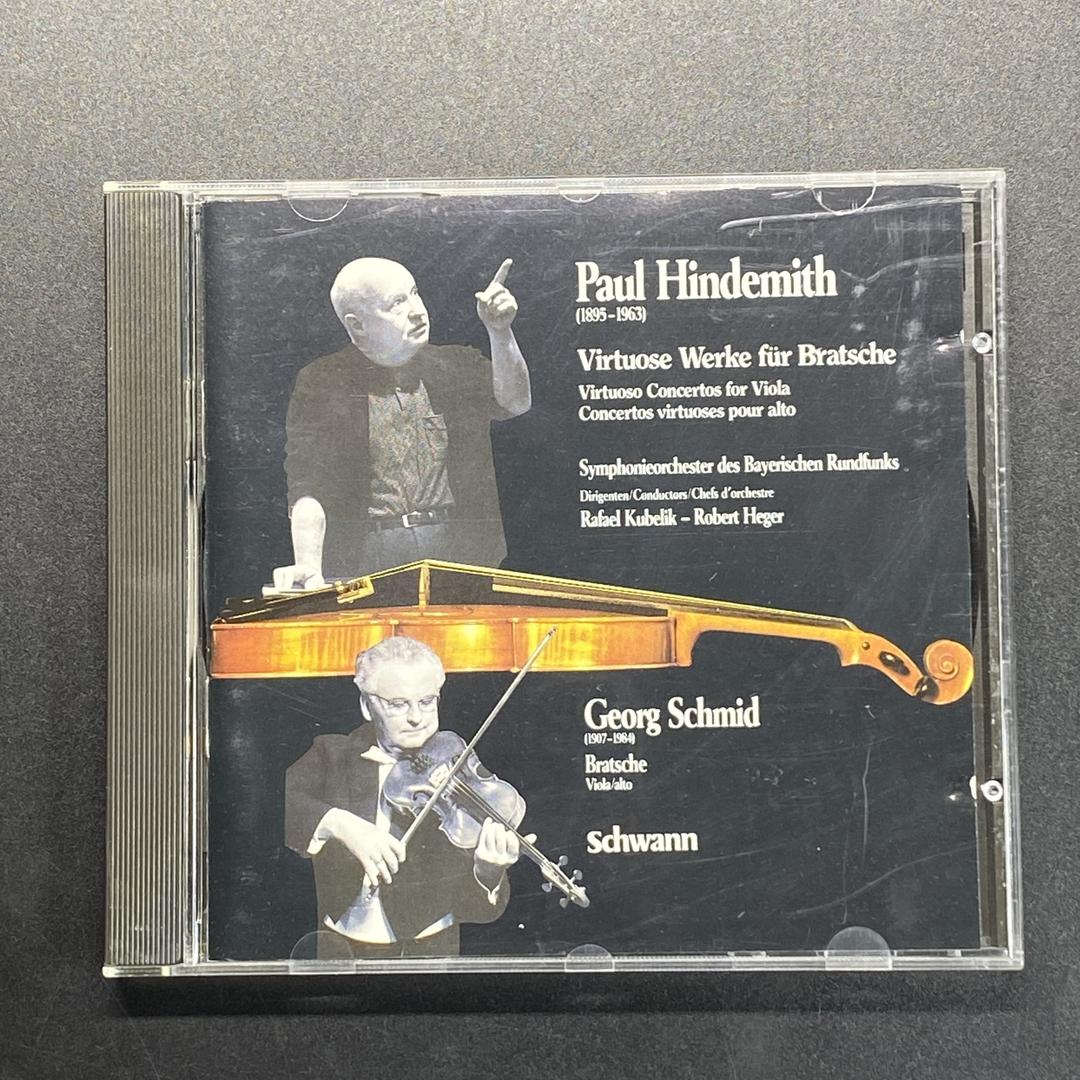 Paul Hindemith
(1895-1963)
Virtuose Werke für Bratsche
Virtuoso Concertos for Viola
Concertos virtuoses pour alto
Symphonieorchester des Bayerischen Rundfunks
Dirigenten/Conductors/Chefs d'orchestre
Rafael Kubelik – Robert Heger
Georg Schmid
(1907-1984)
Bratsche
Viola/alto
schwann